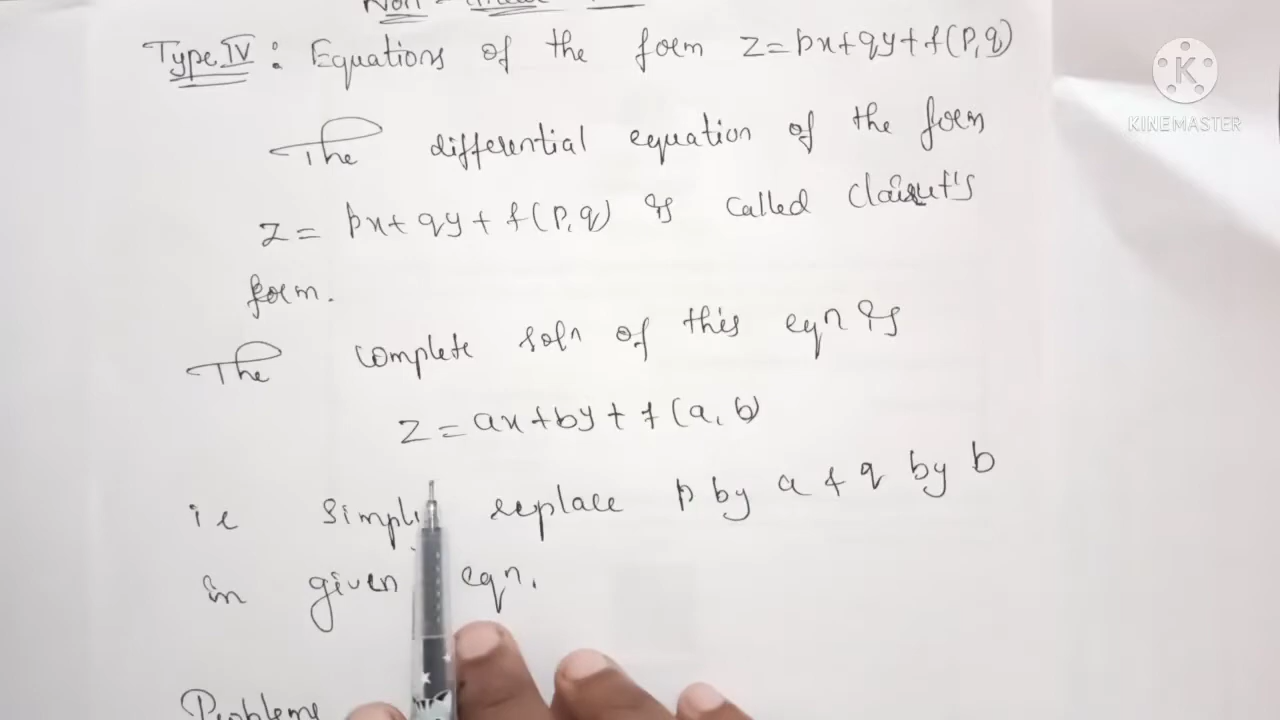 Non
Type IV : Equations of the form z=px+qy+f(p,q)
The differential equation of the form
z= px+qy+f(p,q) is called Clairut's
form.
The complete soln of this eqn is
z=ax+by+f(a,b)
ie simply replace p by a & q by b
in given eqn.
Problems
KINEMASTER